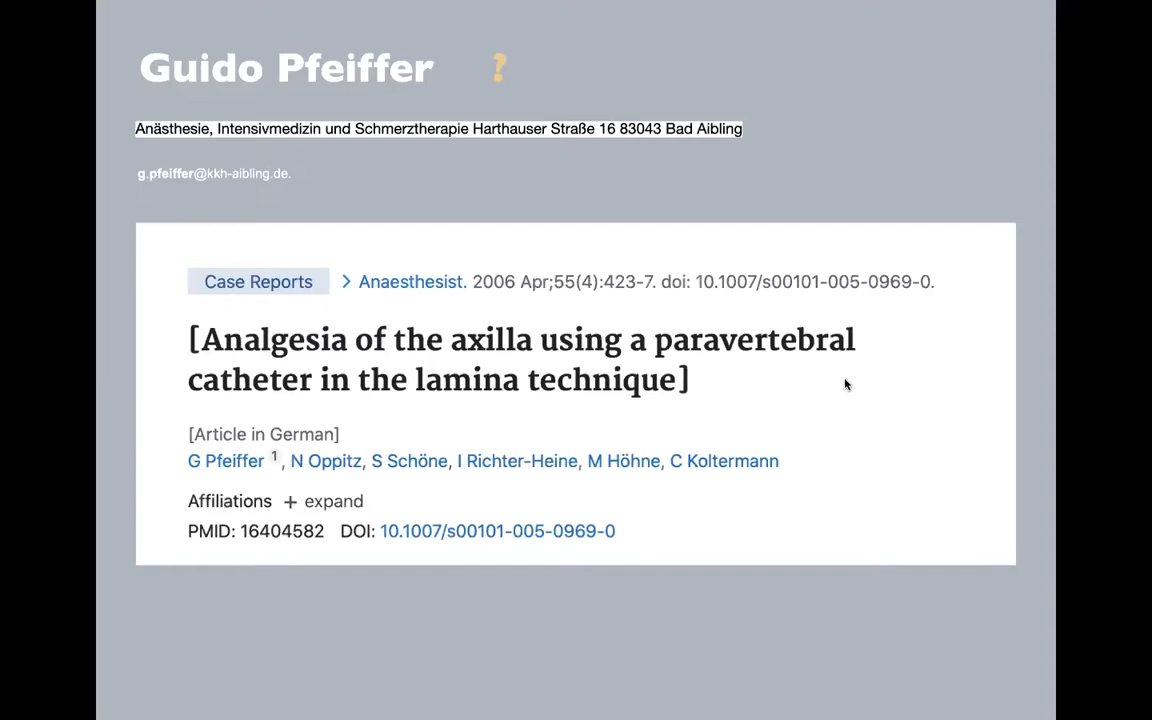 Guido Pfeiffer ?
Anästhesie, Intensivmedizin und Schmerztherapie Harthauser Straße 16 83043 Bad Aibling
g.pfeiffer@kkh-aibling.de.
Case Reports > Anaesthesist. 2006 Apr;55(4):423-7. doi: 10.1007/s00101-005-0969-0.
[Analgesia of the axilla using a paravertebral
catheter in the lamina technique]
[Article in German]
G Pfeiffer 1, N Oppitz, S Schöne, I Richter-Heine, M Höhne, C Koltermann
Affiliations + expand
PMID: 16404582 DOI: 10.1007/s00101-005-0969-0